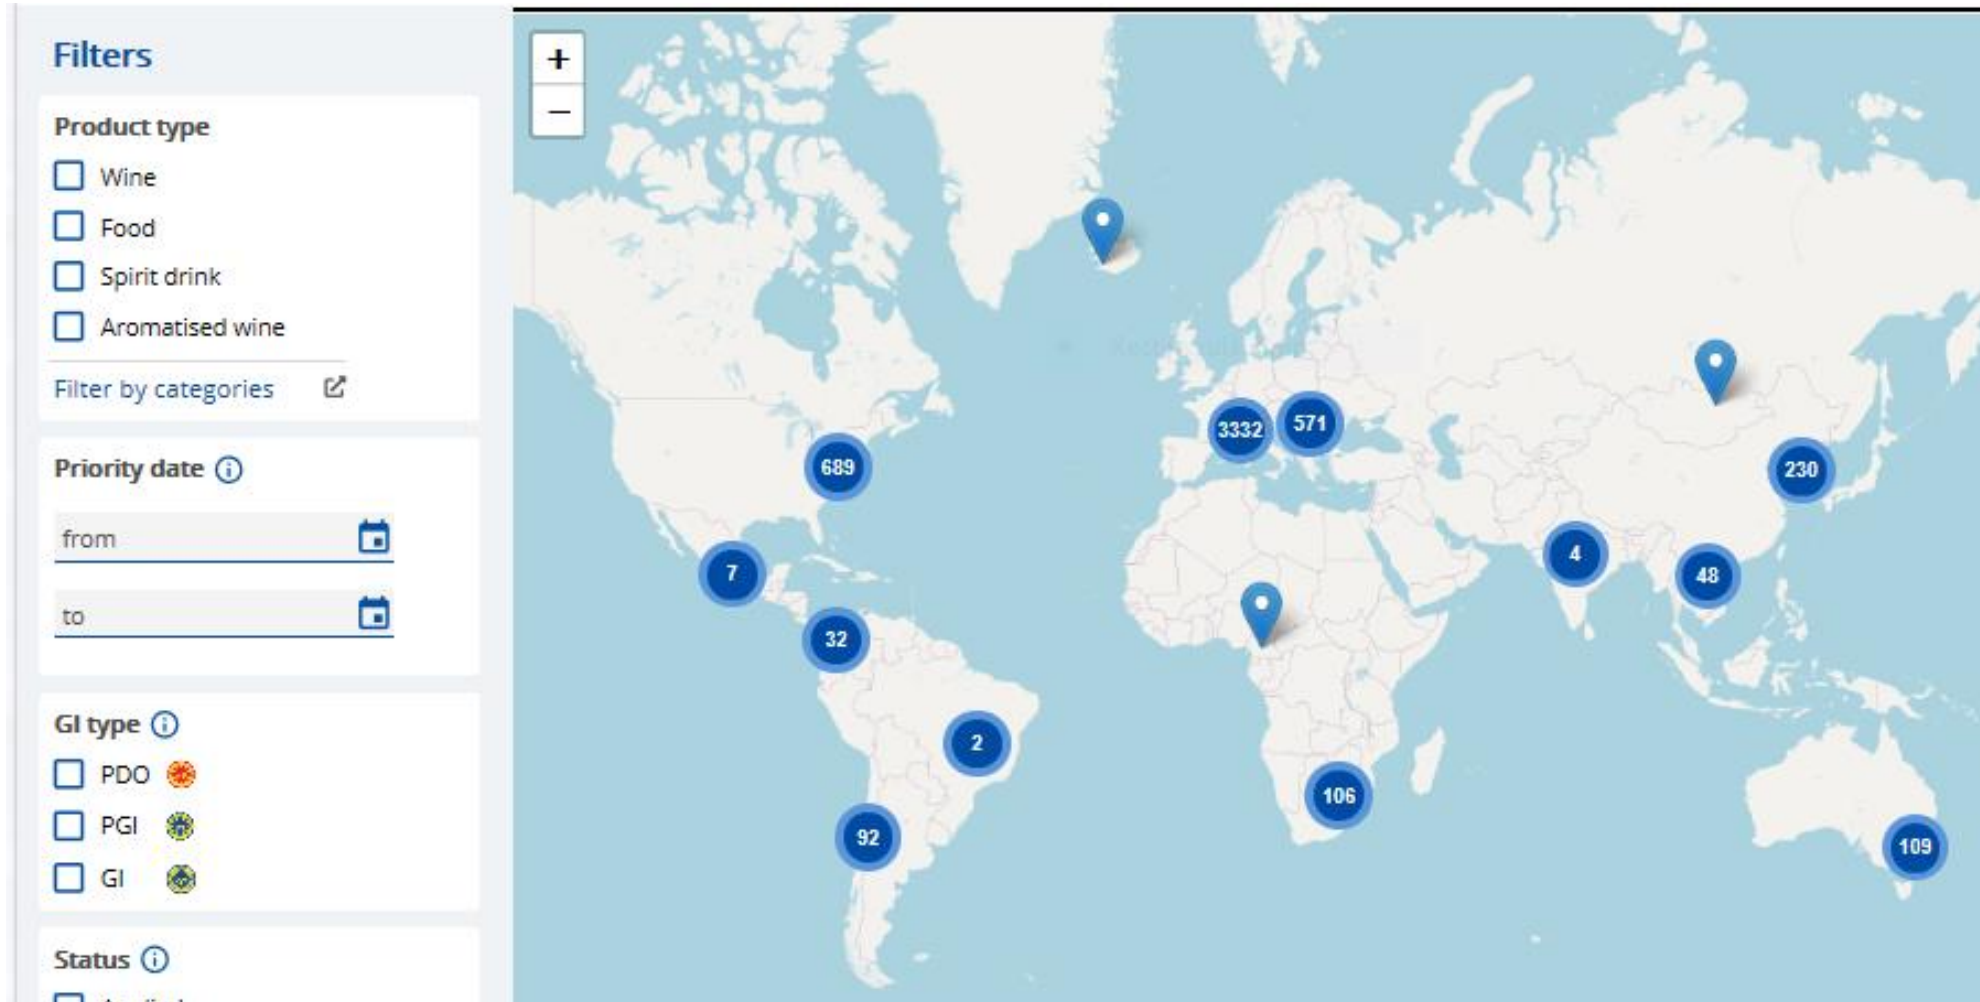 Filters
Product type
Wine
Food
Spirit drink
Aromatised wine
Filter by categories
Priority date
from
to
GI type
PDO
PGI
GI
Status
+
−
689
3332
571
230
7
4
48
32
2
106
92
109